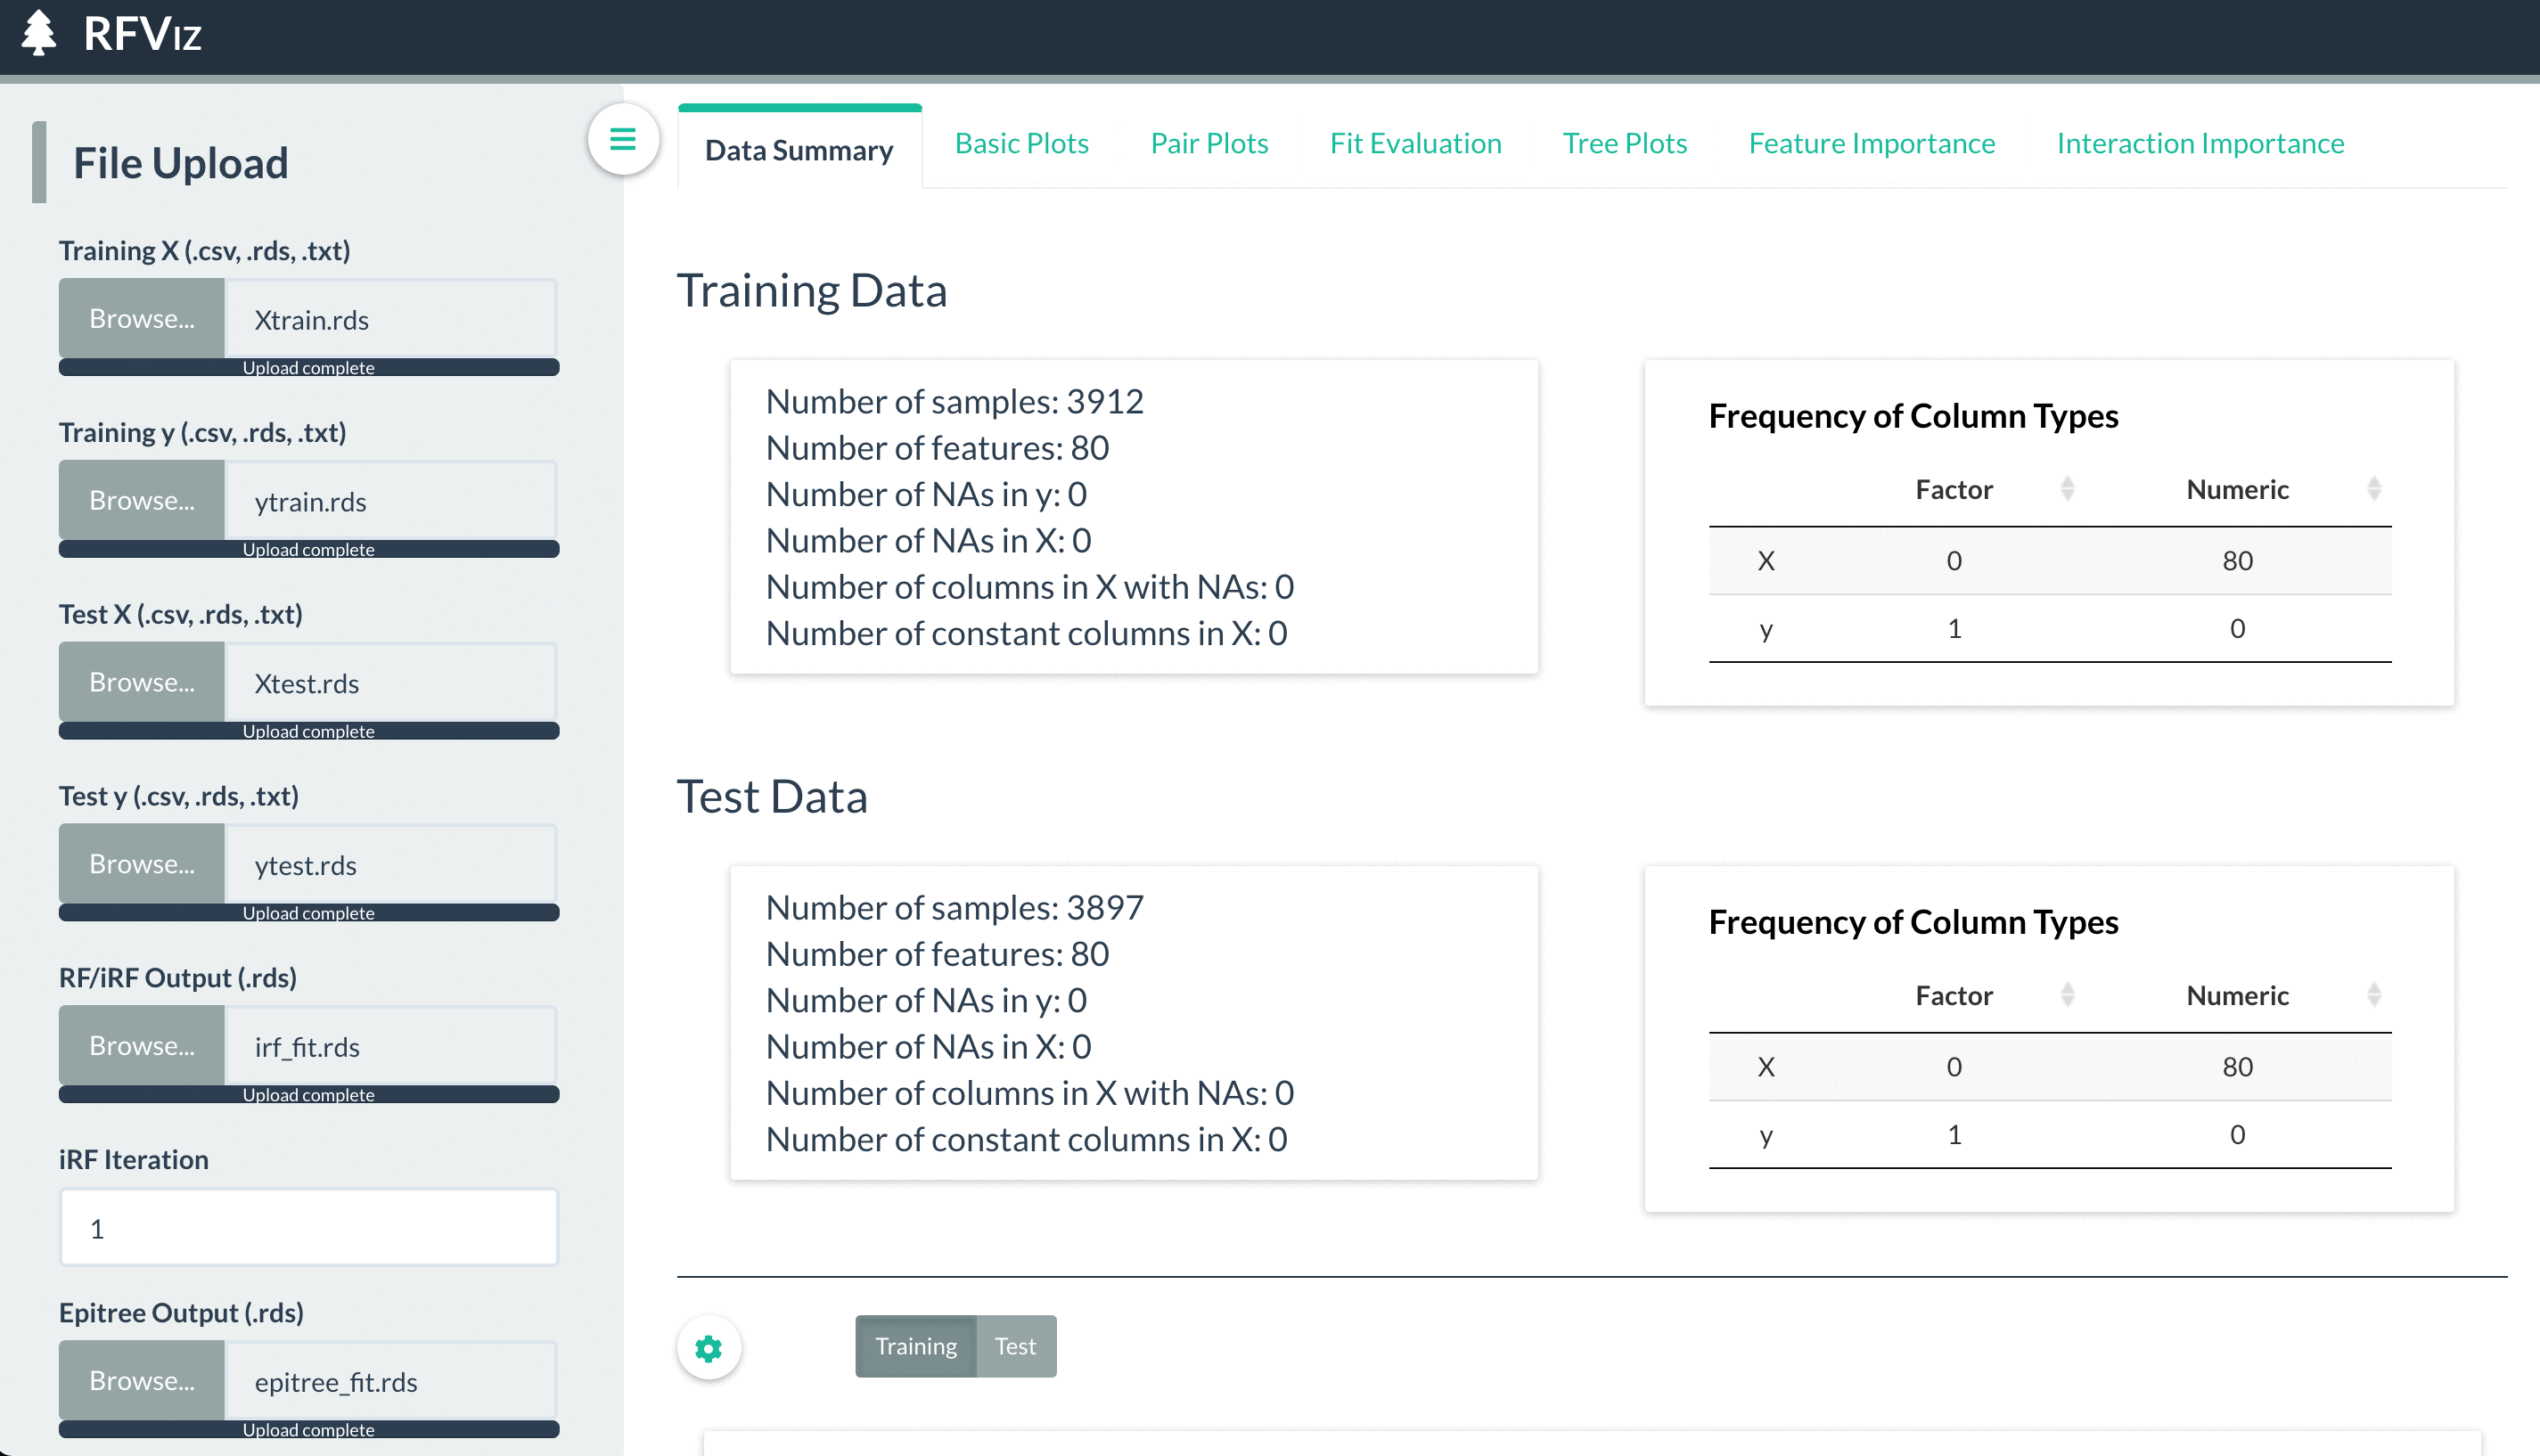 RFViz
File Upload
Training X (.csv, .rds, .txt)
Browse... Xtrain.rds
Upload complete
Training y (.csv, .rds, .txt)
Browse... ytrain.rds
Upload complete
Test X (.csv, .rds, .txt)
Browse... Xtest.rds
Upload complete
Test y (.csv, .rds, .txt)
Browse... ytest.rds
Upload complete
RF/iRF Output (.rds)
Browse... irf_fit.rds
Upload complete
iRF Iteration
1
Epitree Output (.rds)
Browse... epitree_fit.rds
Upload complete
Data Summary Basic Plots Pair Plots Fit Evaluation Tree Plots Feature Importance Interaction Importance
Training Data
Number of samples: 3912
Number of features: 80
Number of NAs in y: 0
Number of NAs in X: 0
Number of columns in X with NAs: 0
Number of constant columns in X: 0
Frequency of Column Types
Factor Numeric
X 0 80
y 1 0
Test Data
Number of samples: 3897
Number of features: 80
Number of NAs in y: 0
Number of NAs in X: 0
Number of columns in X with NAs: 0
Number of constant columns in X: 0
Frequency of Column Types
Factor Numeric
X 0 80
y 1 0
Training Test